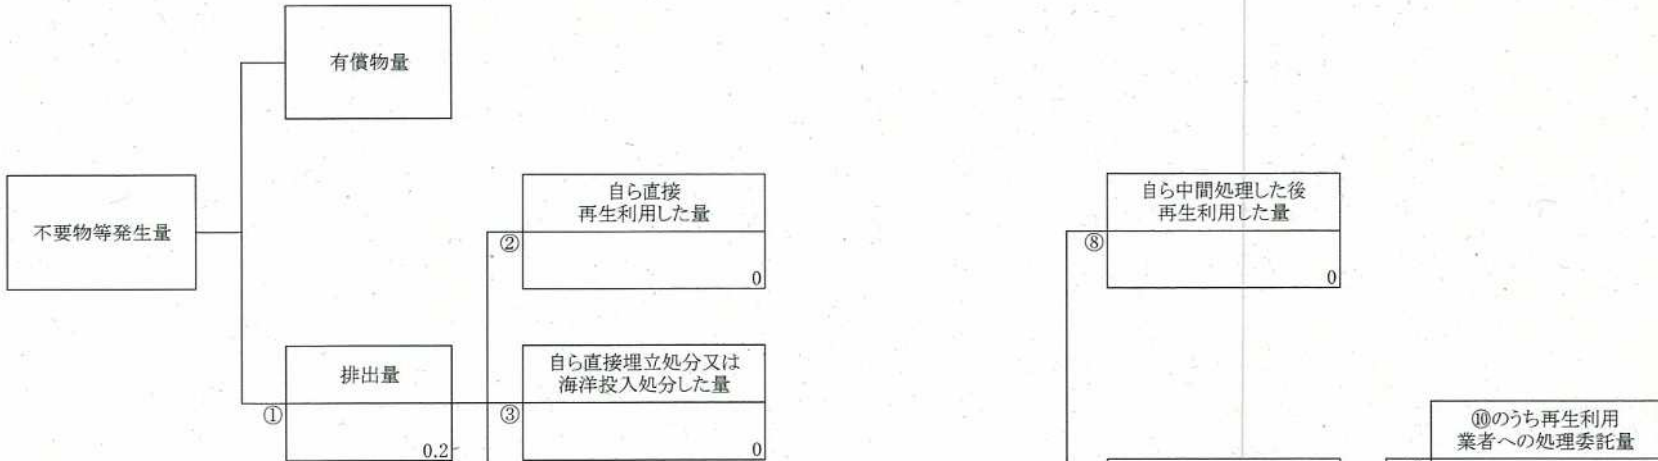 有償物量
不要物等発生量
自ら直接
再生利用した量
②
0
自ら中間処理した後
再生利用した量
⑧
0
排出量
①
0.2
自ら直接埋立処分又は
海洋投入処分した量
③
0
⑩のうち再生利用
業者への処理委託量